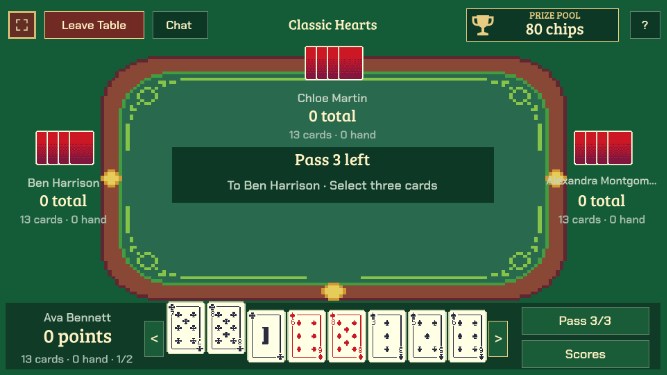 Leave Table
Chat
Classic Hearts
PRIZE POOL
80 chips
?
Chloe Martin
0 total
13 cards · 0 hand
Pass 3 left
To Ben Harrison · Select three cards
Ben Harrison
0 total
13 cards · 0 hand
Alexandra Montgom...
0 total
13 cards · 0 hand
Ava Bennett
0 points
13 cards · 0 hand · 1/2
<
>
Pass 3/3
Scores